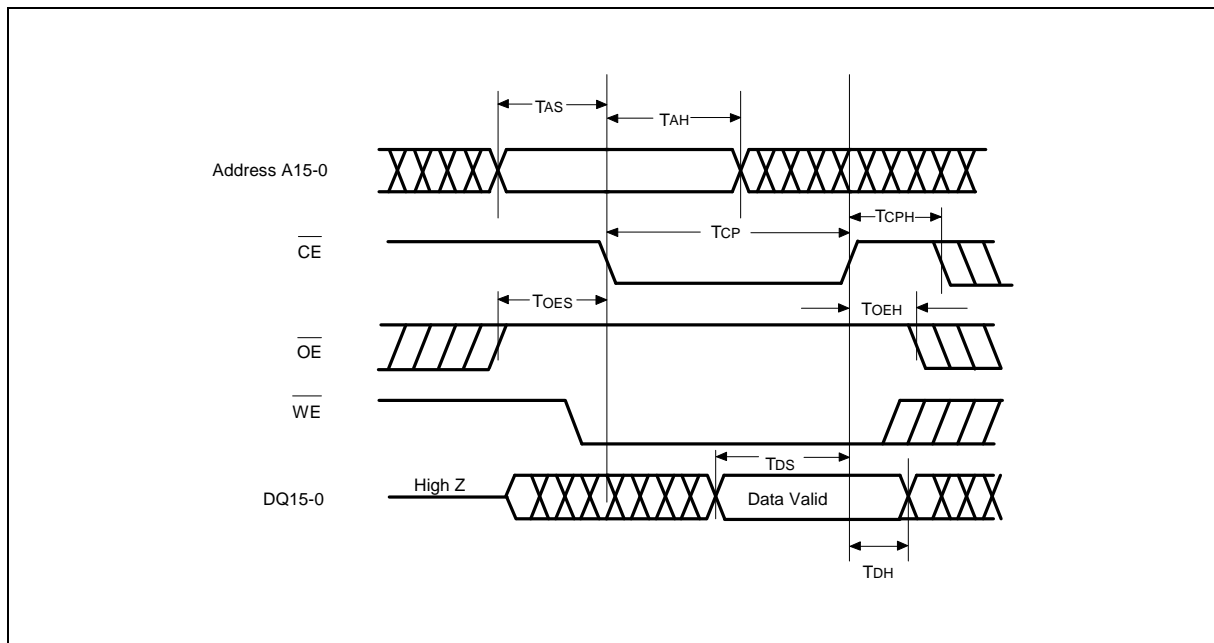 TAS
TAH
Address A15-0
TCPH
TCP
CE
TOES
TOEH
OE
WE
TDS
High Z
DQ15-0
Data Valid
TDH